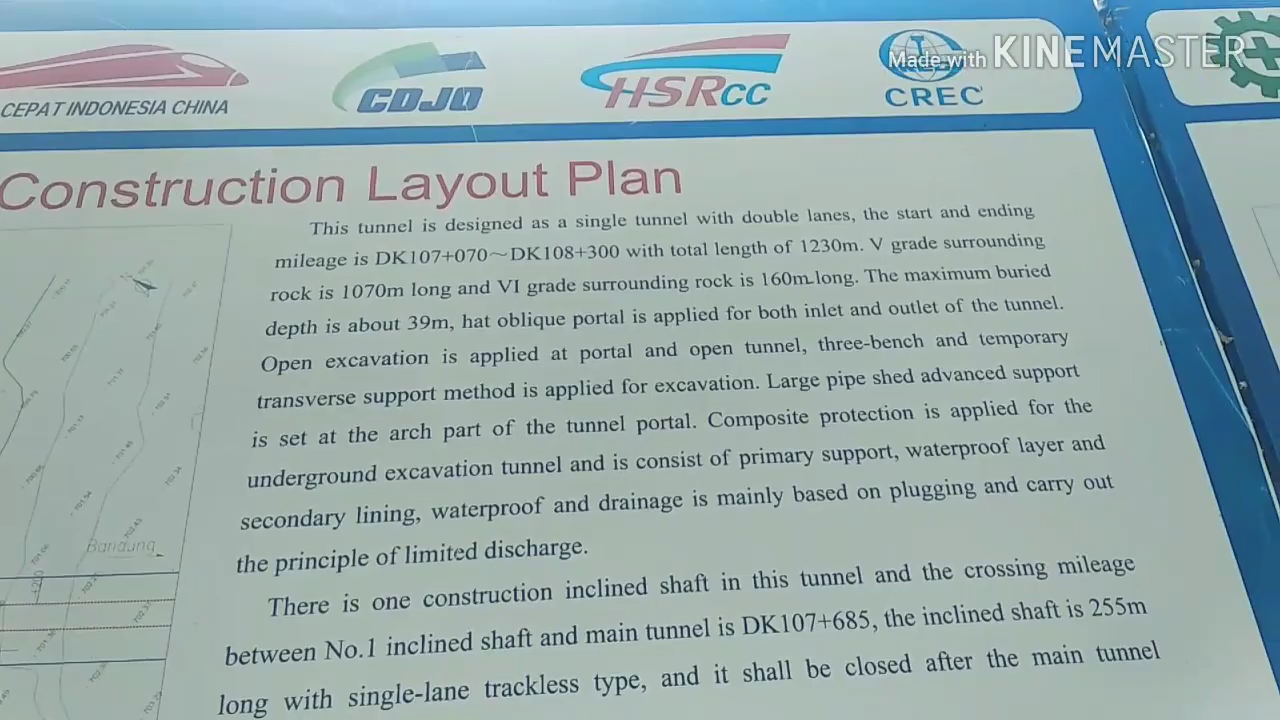 CEPAT INDONESIA CHINA
CDJO
HSRCC
CREC
Made with KINEMASTER
Construction Layout Plan
This tunnel is designed as a single tunnel with double lanes, the start and ending
mileage is DK107+070～DK108+300 with total length of 1230m. V grade surrounding
rock is 1070m long and VI grade surrounding rock is 160m long. The maximum buried
depth is about 39m, hat oblique portal is applied for both inlet and outlet of the tunnel.
Open excavation is applied at portal and open tunnel, three-bench and temporary
transverse support method is applied for excavation. Large pipe shed advanced support
is set at the arch part of the tunnel portal. Composite protection is applied for the
underground excavation tunnel and is consist of primary support, waterproof layer and
secondary lining, waterproof and drainage is mainly based on plugging and carry out
the principle of limited discharge.
There is one construction inclined shaft in this tunnel and the crossing mileage
between No.1 inclined shaft and main tunnel is DK107+685, the inclined shaft is 255m
long with single-lane trackless type, and it shall be closed after the main tunnel
Bandung